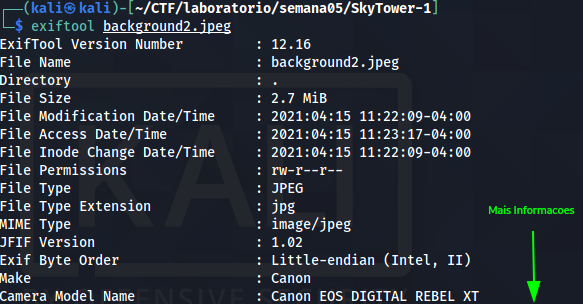 (kali㉿kali)-[~/CTF/laboratorio/semana05/SkyTower-1]
$ exiftool background2.jpeg
ExifTool Version Number : 12.16
File Name : background2.jpeg
Directory : .
File Size : 2.7 MiB
File Modification Date/Time : 2021:04:15 11:22:09-04:00
File Access Date/Time : 2021:04:15 11:23:17-04:00
File Inode Change Date/Time : 2021:04:15 11:22:09-04:00
File Permissions : rw-r--r--
File Type : JPEG
File Type Extension : jpg
MIME Type : image/jpeg
JFIF Version : 1.02
Exif Byte Order : Little-endian (Intel, II)
Make : Canon
Camera Model Name : Canon EOS DIGITAL REBEL XT
Mais Informacoes